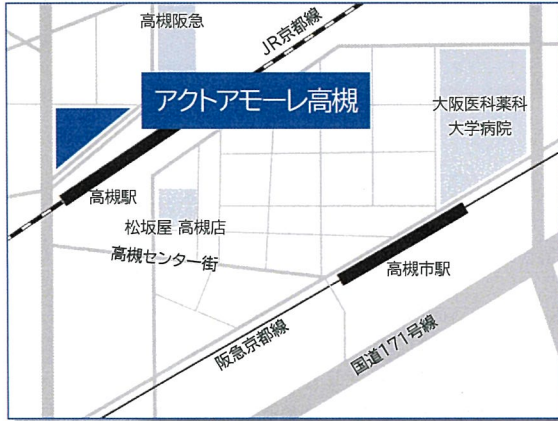 高槻阪急
JR京都線
アクトアモーレ高槻
大阪医科薬科
大学病院
高槻駅
松坂屋 高槻店
高槻センター街
高槻市駅
阪急京都線
国道171号線